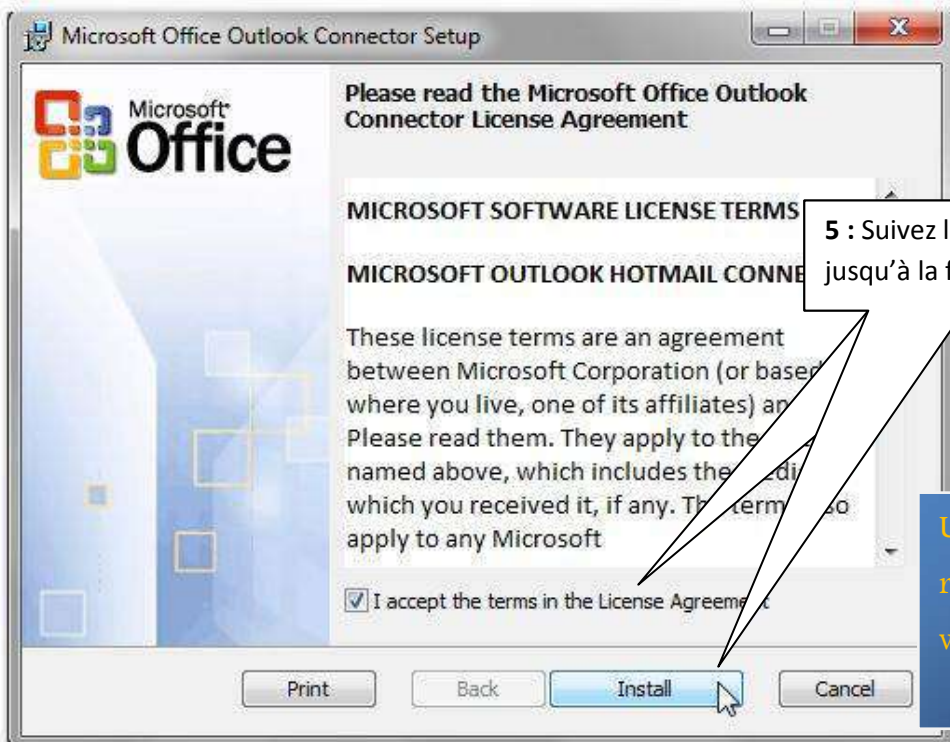 Microsoft Office Outlook Connector Setup
Microsoft
Office
Please read the Microsoft Office Outlook
Connector License Agreement
MICROSOFT SOFTWARE LICENSE TERMS
MICROSOFT OUTLOOK HOTMAIL
These license terms are an agreement
between Microsoft Corporation (or based
where you live, one of its affiliates)
Please read them. They apply to the
named above, which includes the
which you received it, if any.
apply to any Microsoft
5 : Suivez
jusqu'à la
I accept the terms in the License Agreement
Print
Back
Install
Cancel